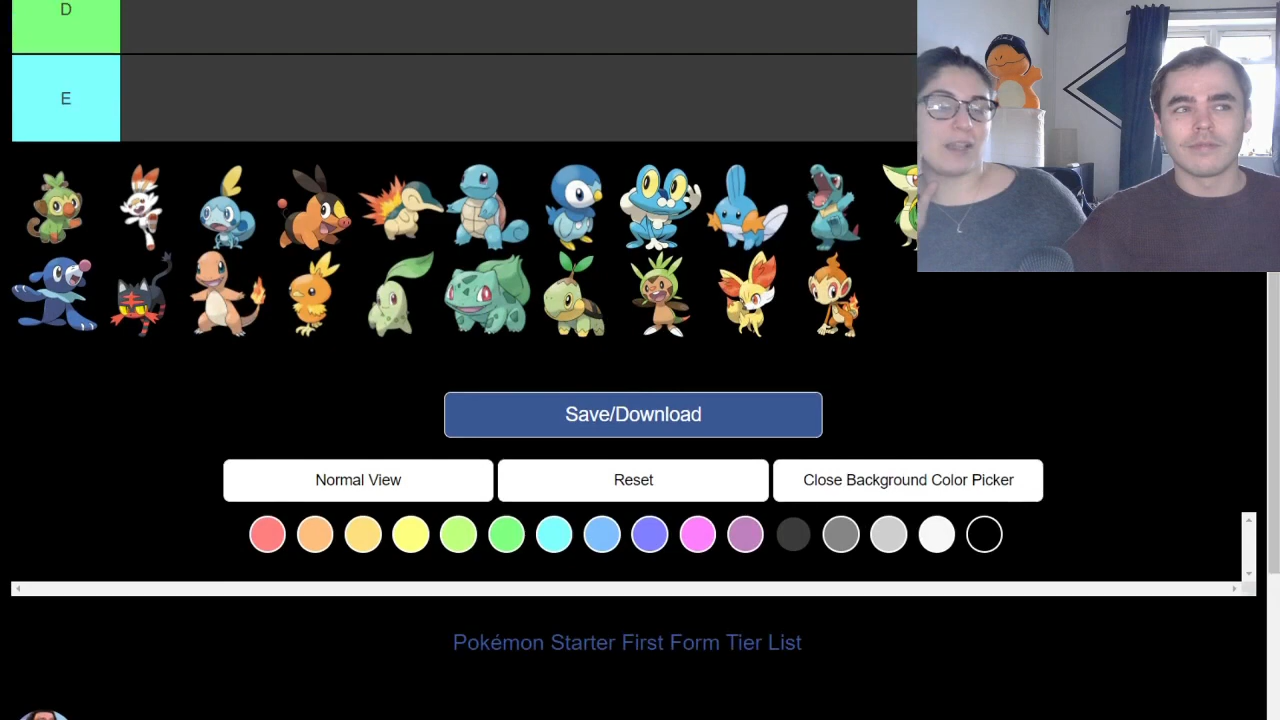 D
E
Save/Download
Normal View
Reset
Close Background Color Picker
Pokémon Starter First Form Tier List